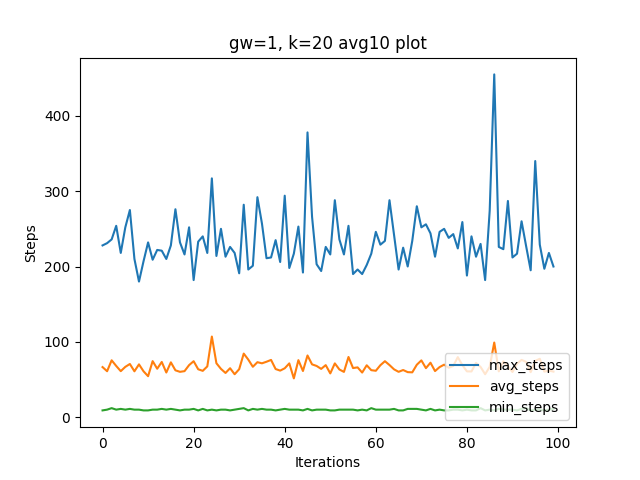 gw=1, k=20 avg10 plot
Steps
400
300
200
100
0
max_steps
avg_steps
min_steps
0 20 40 60 80 100
Iterations